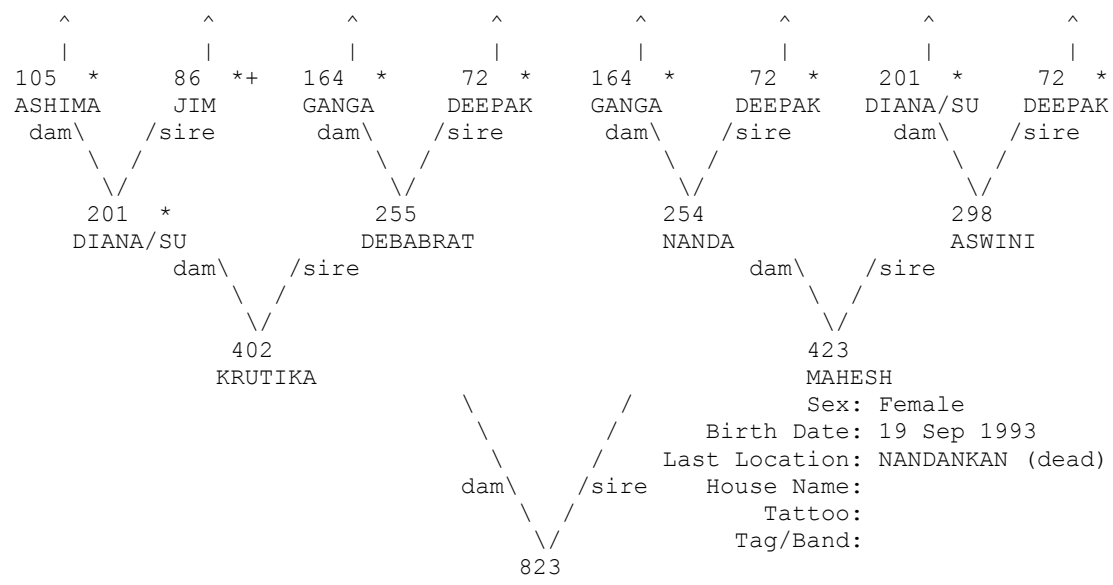 ^ ^ ^ ^ ^ ^ ^ ^
| | | | | | | |
105 * 86 *+ 164 * 72 * 164 * 72 * 201 * 72 *
ASHIMA JIM GANGA DEEPAK GANGA DEEPAK DIANA/SU DEEPAK
dam\ /sire dam\ /sire dam\ /sire dam\ /sire
\ / \ / \ / \ /
\/ \/ \/ \/
201 * 255 254 298
DIANA/SU DEBABRAT NANDA ASWINI
dam\ /sire dam\ /sire
\ / \ /
\/ \/
402 423
KRUTIKA MAHESH
\ / Sex: Female
\ / Birth Date: 19 Sep 1993
\ / Last Location: NANDANKAN (dead)
dam\ /sire House Name:
\ / Tattoo:
\/ Tag/Band:
823